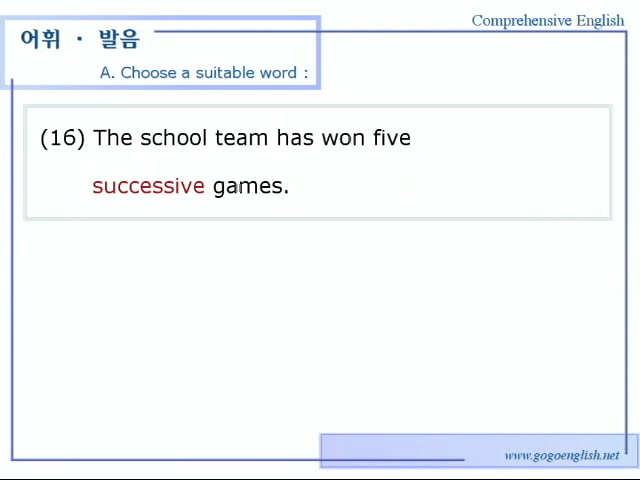 Comprehensive English
어휘 · 발음
A. Choose a suitable word :
(16) The school team has won five
successive games.
www.gogoenglish.net